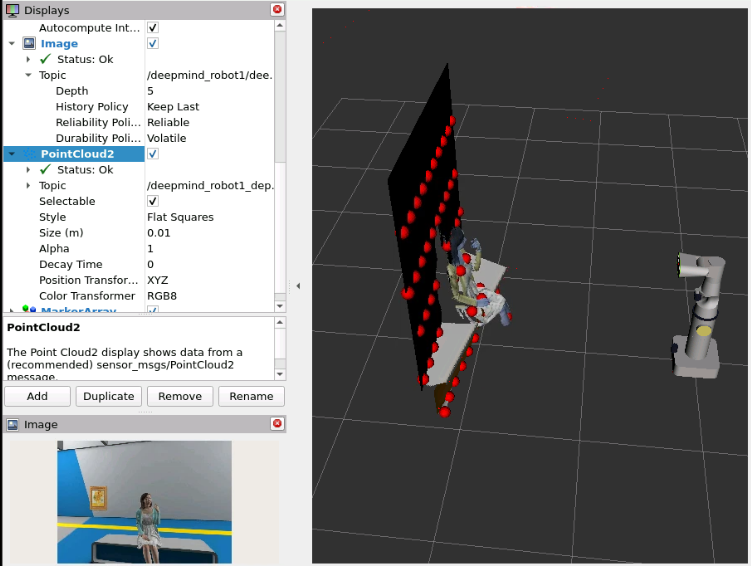 Displays
Autocompute Int... ✓
Image ✓
✓ Status: Ok
Topic /deepmind_robot1/dee...
Depth 5
History Policy Keep Last
Reliability Poli... Reliable
Durability Poli... Volatile
PointCloud2 ✓
✓ Status: Ok
Topic /deepmind_robot1_dep...
Selectable ✓
Style Flat Squares
Size (m) 0.01
Alpha 1
Decay Time 0
Position Transfor... XYZ
Color Transformer RGB8
MarkerArray
PointCloud2
The Point Cloud2 display shows data from a
(recommended) sensor_msgs/PointCloud2
message.
Add Duplicate Remove Rename
Image